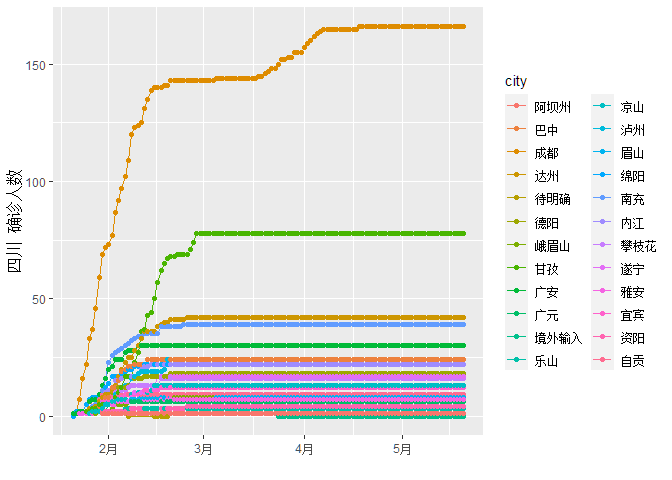 四川 确诊人数
150
100
50
0
2月
3月
4月
5月
city
阿坝州
巴中
成都
达州
待明确
德阳
峨眉山
甘孜
广安
广元
境外输入
乐山
凉山
泸州
眉山
绵阳
南充
内江
攀枝花
遂宁
雅安
宜宾
资阳
自贡